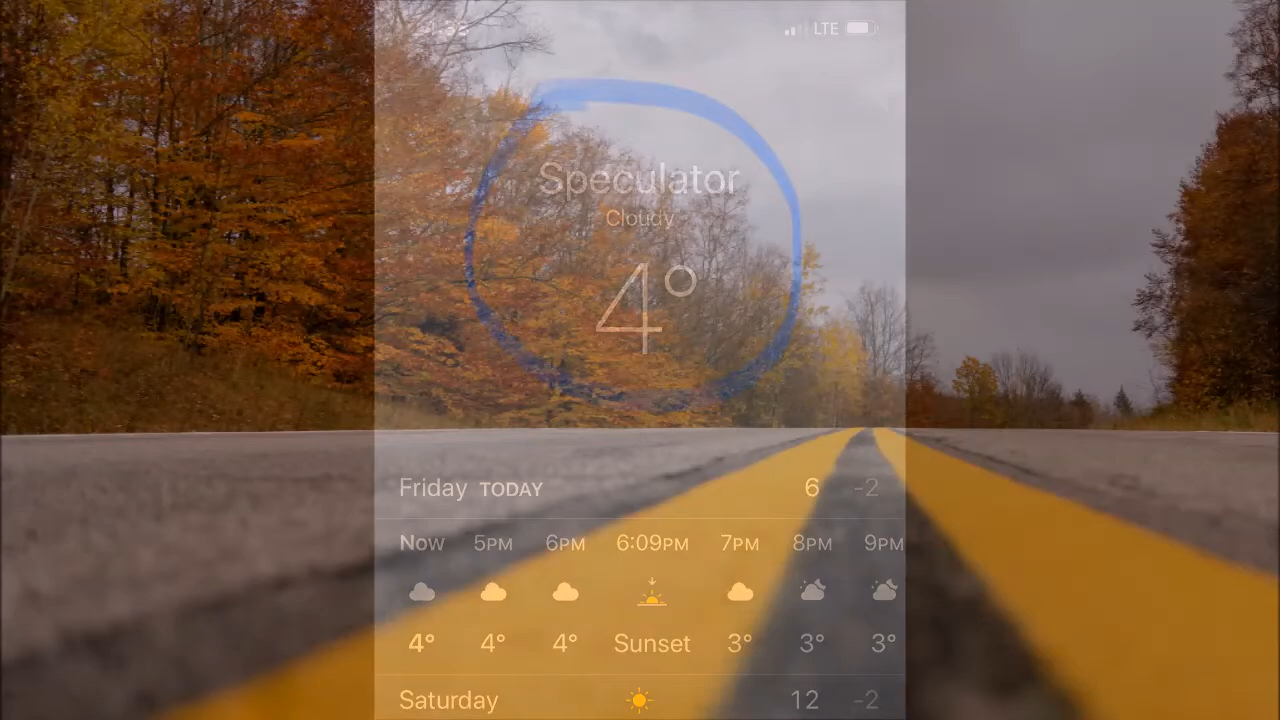 LTE
Speculator
Cloudy
4°
Friday TODAY 6 -2
Now 5PM 6PM 6:09PM 7PM 8PM 9PM
4° 4° 4° Sunset 3° 3° 3°
Saturday 12 -2